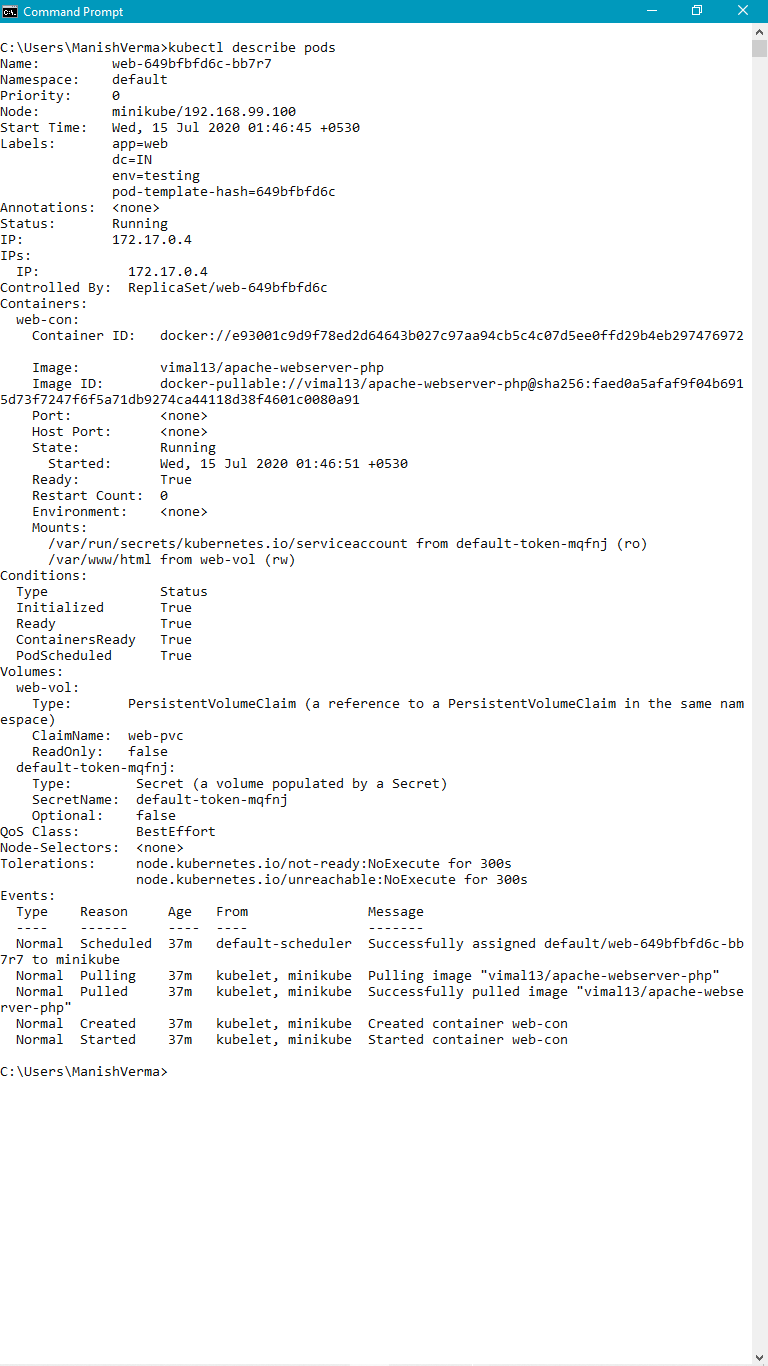 Command Prompt
C:\Users\ManishVerma>kubectl describe pods
Name:         web-649bfbfd6c-bb7r7
Namespace:    default
Priority:     0
Node:         minikube/192.168.99.100
Start Time:   Wed, 15 Jul 2020 01:46:45 +0530
Labels:       app=web
              dc=IN
              env=testing
              pod-template-hash=649bfbfd6c
Annotations:  <none>
Status:       Running
IP:           172.17.0.4
IPs:
  IP:           172.17.0.4
Controlled By:  ReplicaSet/web-649bfbfd6c
Containers:
  web-con:
    Container ID:   docker://e93001c9d9f78ed2d64643b027c97aa94cb5c4c07d5ee0ffd29b4eb297476972
    Image:          vimal13/apache-webserver-php
    Image ID:       docker-pullable://vimal13/apache-webserver-php@sha256:faed0a5afaf9f04b691
5d73f7247f6f5a71db9274ca44118d38f4601c0080a91
    Port:           <none>
    Host Port:      <none>
    State:          Running
      Started:      Wed, 15 Jul 2020 01:46:51 +0530
    Ready:          True
    Restart Count:  0
    Environment:    <none>
    Mounts:
      /var/run/secrets/kubernetes.io/serviceaccount from default-token-mqfnj (ro)
      /var/www/html from web-vol (rw)
Conditions:
  Type              Status
  Initialized       True
  Ready             True
  ContainersReady   True
  PodScheduled      True
Volumes:
  web-vol:
    Type:       PersistentVolumeClaim (a reference to a PersistentVolumeClaim in the same nam
espace)
    ClaimName:  web-pvc
    ReadOnly:   false
  default-token-mqfnj:
    Type:        Secret (a volume populated by a Secret)
    SecretName:  default-token-mqfnj
    Optional:    false
QoS Class:       BestEffort
Node-Selectors:  <none>
Tolerations:     node.kubernetes.io/not-ready:NoExecute for 300s
                 node.kubernetes.io/unreachable:NoExecute for 300s
Events:
  Type    Reason     Age   From               Message
  ----    ------     ----  ----               -------
  Normal  Scheduled  37m   default-scheduler  Successfully assigned default/web-649bfbfd6c-bb
7r7 to minikube
  Normal  Pulling    37m   kubelet, minikube  Pulling image "vimal13/apache-webserver-php"
  Normal  Pulled     37m   kubelet, minikube  Successfully pulled image "vimal13/apache-webse
rver-php"
  Normal  Created    37m   kubelet, minikube  Created container web-con
  Normal  Started    37m   kubelet, minikube  Started container web-con
C:\Users\ManishVerma>